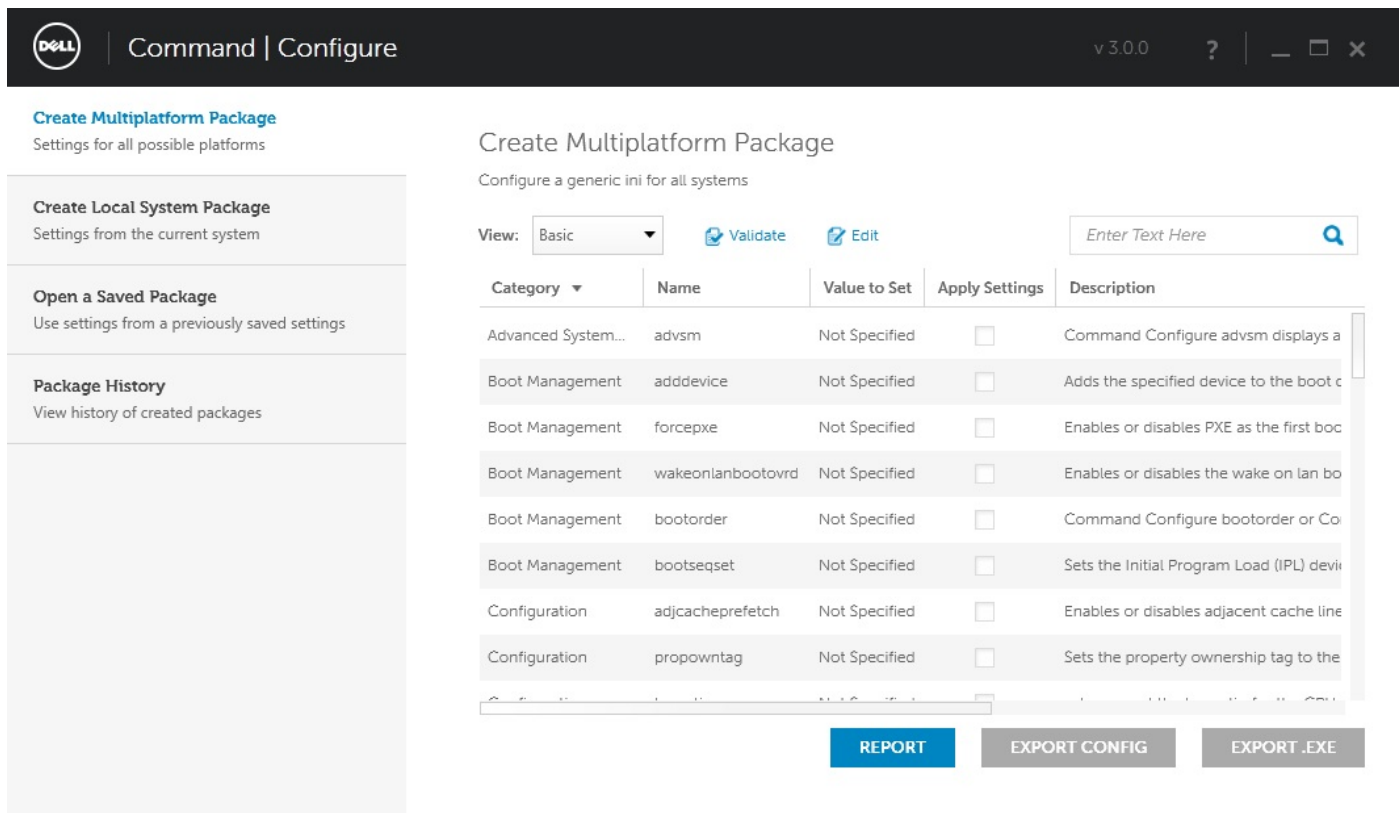 DELL
Command | Configure
v 3.0.0
?
Create Multiplatform Package
Settings for all possible platforms
Create Local System Package
Settings from the current system
Open a Saved Package
Use settings from a previously saved settings
Package History
View history of created packages
Create Multiplatform Package
Configure a generic ini for all systems
View: Basic Validate Edit Enter Text Here
Category Name Value to Set Apply Settings Description
Advanced System... advsm Not Specified Command Configure advsm displays a
Boot Management adddevice Not Specified Adds the specified device to the boot
Boot Management forcepxe Not Specified Enables or disables PXE as the first
Boot Management wakeonlanbootovrd Not Specified Enables or disables the wake on lan
Boot Management bootorder Not Specified Command Configure bootorder or
Boot Management bootseqset Not Specified Sets the Initial Program Load (IPL)
Configuration adjcacheprefetch Not Specified Enables or disables adjacent cache line
Configuration propowntag Not Specified Sets the property ownership tag to the
REPORT EXPORT CONFIG EXPORT .EXE